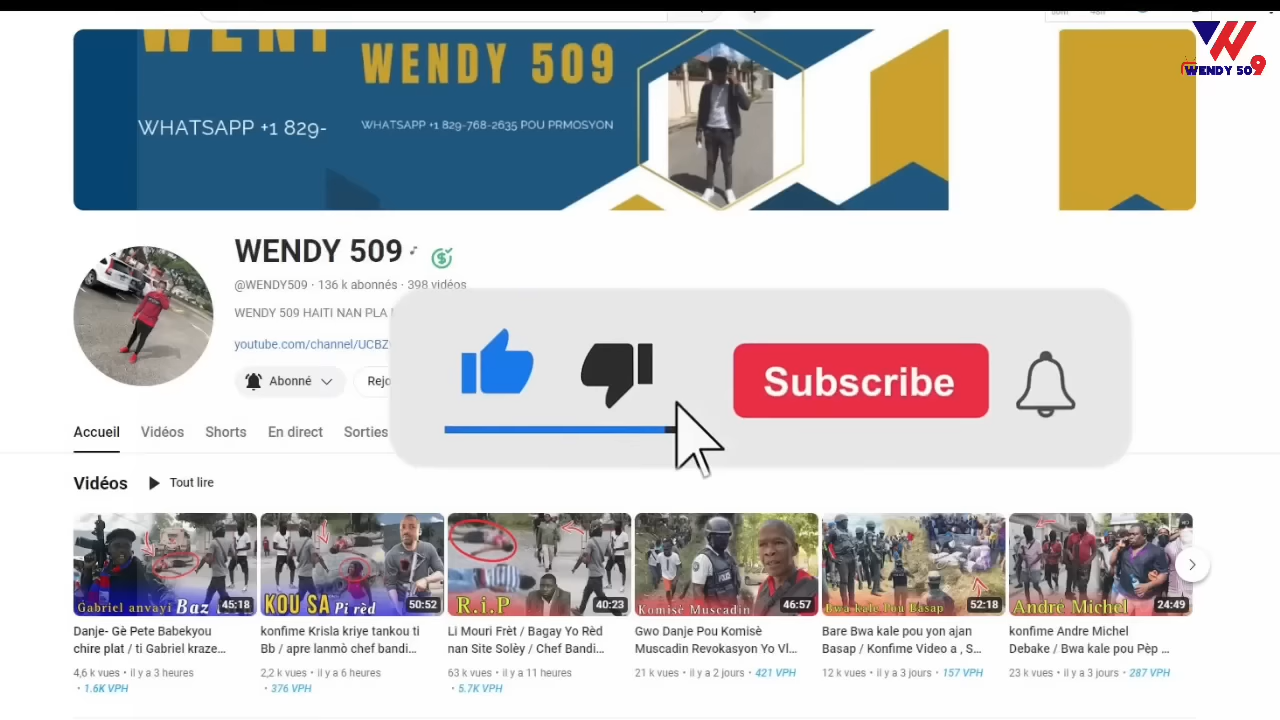 WENDY 509
WENDY 509
WHATSAPP +1 829-
WHATSAPP +1 829-768-2635 POU PRMOSYON
WENDY 509
@WENDY509 · 136 k abonnés · 398 vidéos
WENDY 509 HAITI NAN PLA
youtube.com/channel/UCBZ
Abonné
Rejo
Subscribe
Accueil
Vidéos
Shorts
En direct
Sorties
Vidéos
Tout lire
Gabriel anvayi Baz
45:18
KOU SA Pi rèd
50:52
R.i.P
40:23
Komisè Muscadin
46:57
Bwa kale Pou Basap
52:18
Andre Michel
24:49
Danje- Gè Pete Babekyou
chire plat / ti Gabriel kraze...
4,6 k vues • il y a 3 heures
• 1.6K VPH
konfime Krisla kriye tankou ti
Bb / apre lanmò chef bandi...
2,2 k vues • il y a 6 heures
• 376 VPH
Li Mouri Frèt / Bagay Yo Rèd
nan Site Solèy / Chef Bandi...
63 k vues • il y a 11 heures
• 5.7K VPH
Gwo Danje Pou Komisè
Muscadin Revokasyon Yo Vl...
21 k vues • il y a 2 jours • 421 VPH
Bare Bwa kale pou yon ajan
Basap / Konfime Video a , S...
12 k vues • il y a 3 jours • 157 VPH
konfime Andre Michel
Debake / Bwa kale pou Pèp ...
23 k vues • il y a 3 jours • 287 VPH